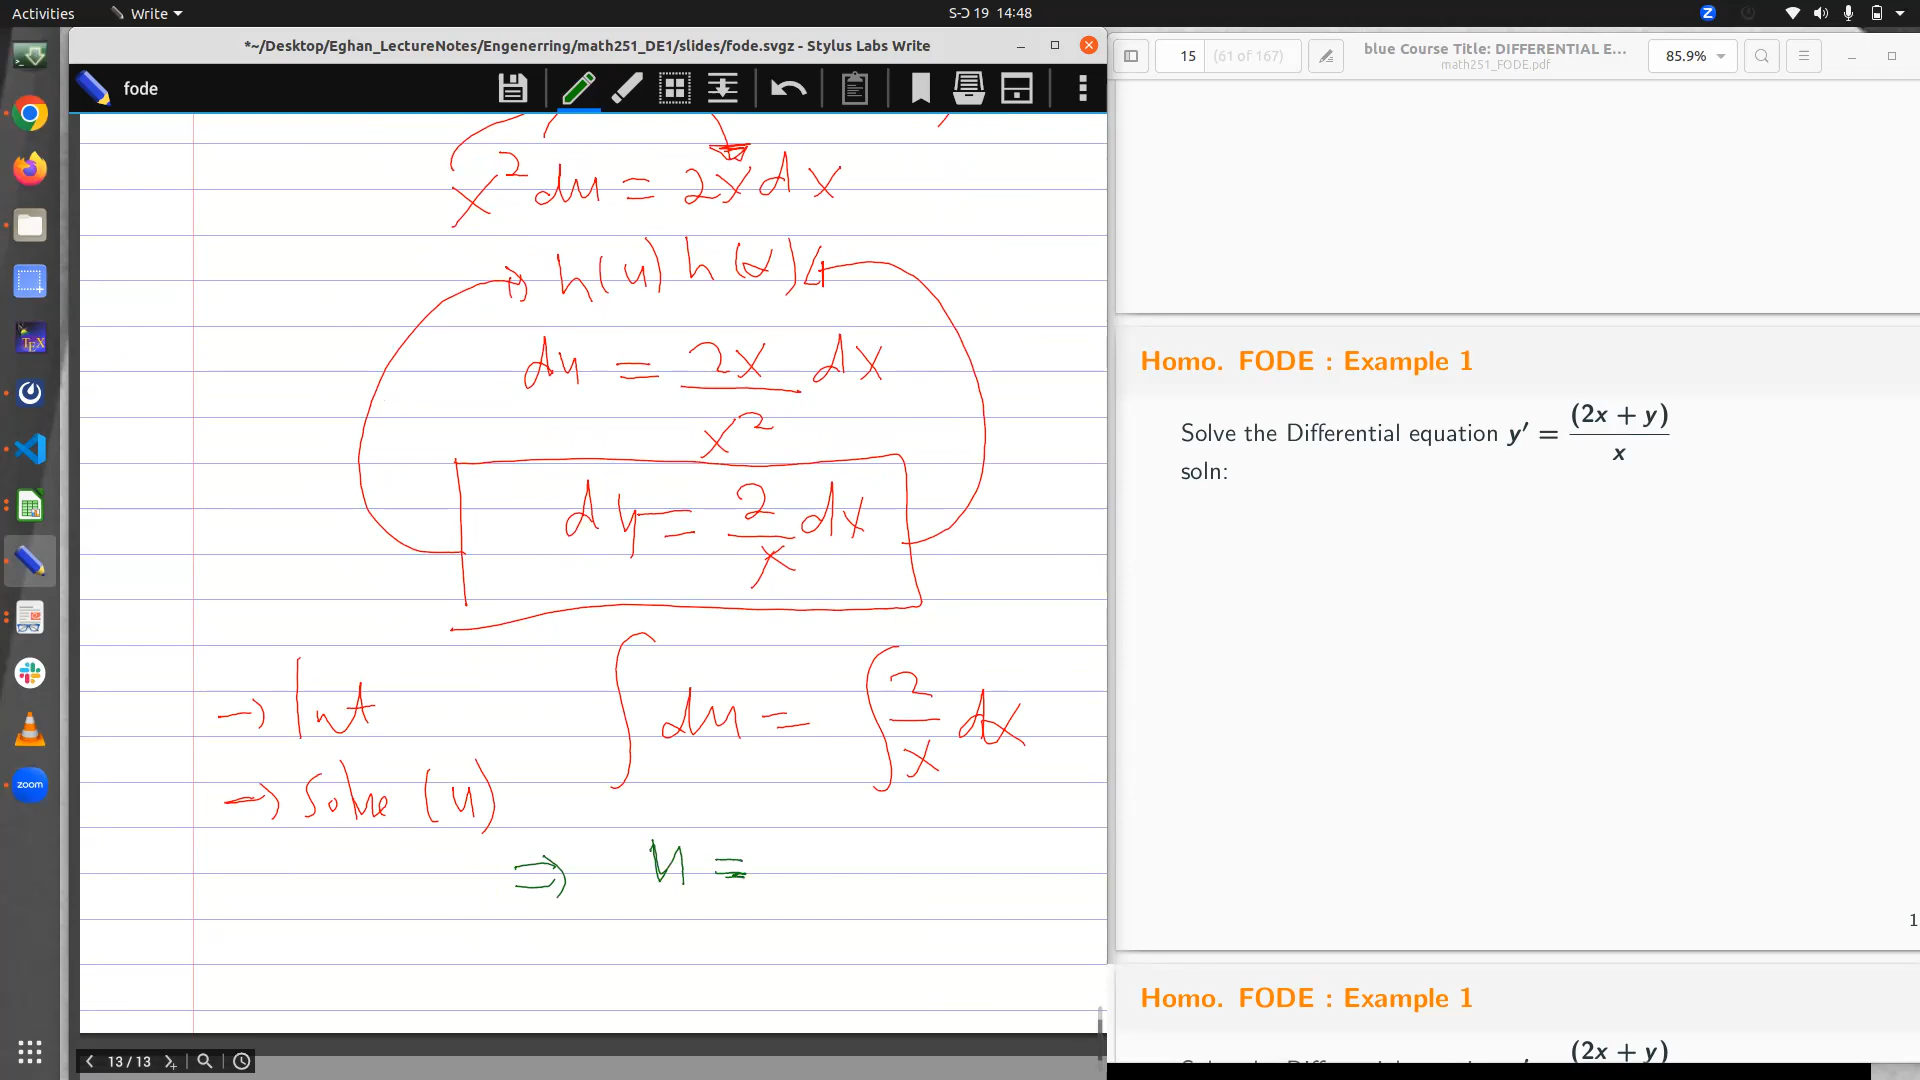 Activities Write S-Ɔ 19 14:48
*~/Desktop/Eghan_LectureNotes/Engenerring/math251_DE1/slides/fode.svgz - Stylus Labs Write
fode
x² du = 2x dx
h(u) h(x)
du = 2x/x² dx
du = 2/x dx
→ Int ∫ du = ∫ 2/x dx
→ Solve (u)
⇒ u =
13 / 13
15 (61 of 167)
blue Course Title: DIFFERENTIAL E...
math251_FODE.pdf
85.9%
Homo. FODE : Example 1
Solve the Differential equation y′ = (2x + y)/x
soln:
1
Homo. FODE : Example 1
(2x + y)
TEX
zoom
Z